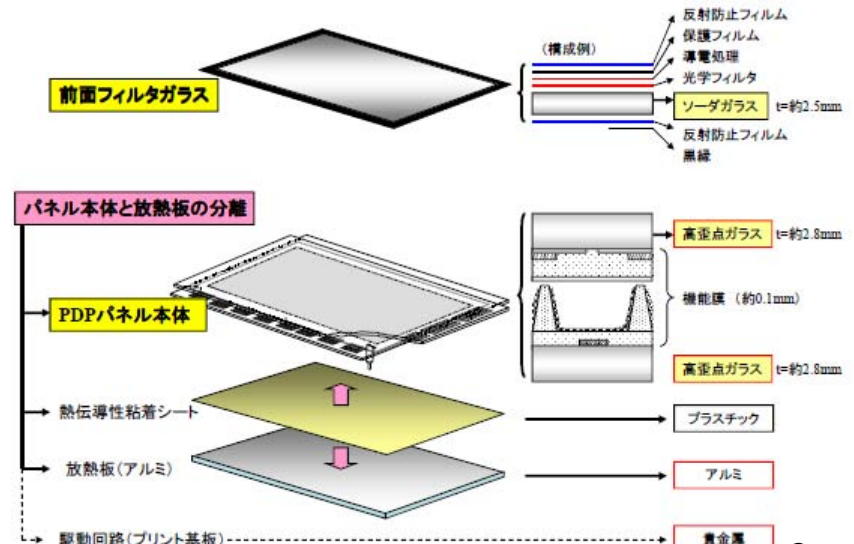 反射防止フィルム
(構成例)
保護フィルム
導電処理
光学フィルタ
前面フィルタガラス
ソーダガラス t=約2.5mm
反射防止フィルム
黒縁
パネル本体と放熱板の分離
高歪点ガラス t=約2.8mm
PDPパネル本体
機能膜 (約0.1mm)
高歪点ガラス t=約2.8mm
熱伝導性粘着シート
プラスチック
放熱板(アルミ)
アルミ
駆動回路(プリント基板)
貴金属